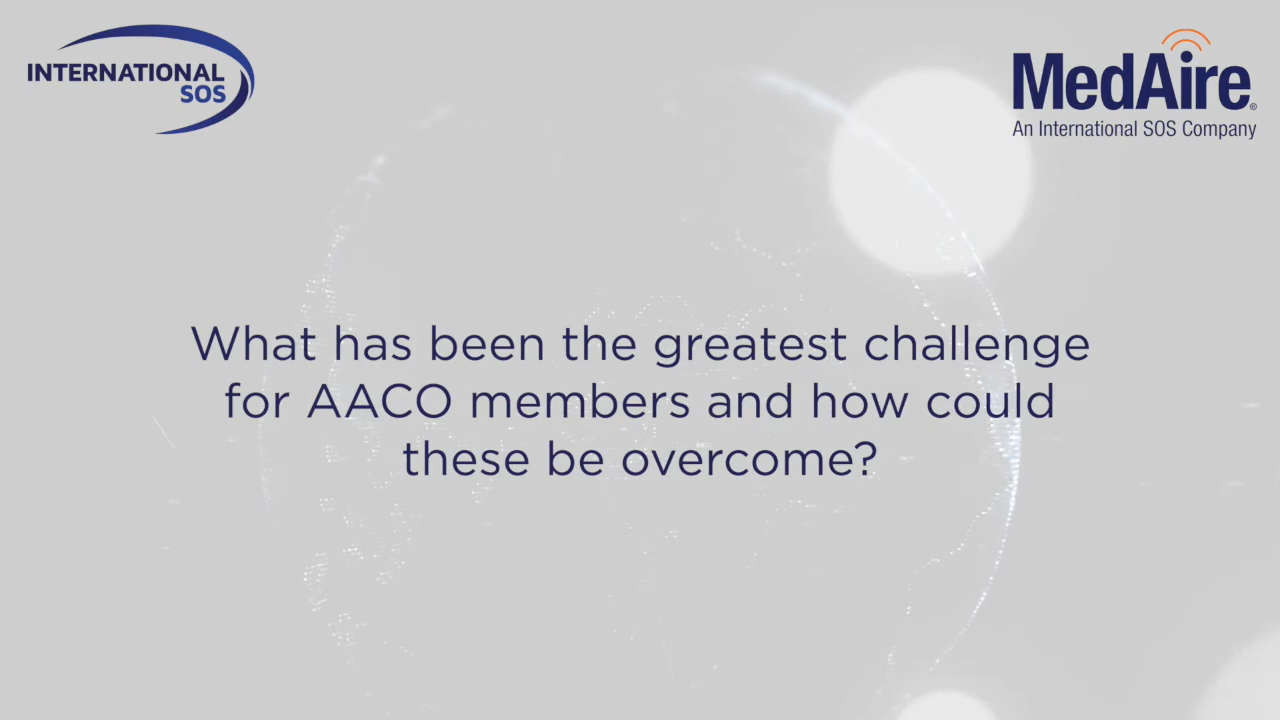 INTERNATIONAL
SOS
MedAire®
An International SOS Company
What has been the greatest challenge
for AACO members and how could
these be overcome?